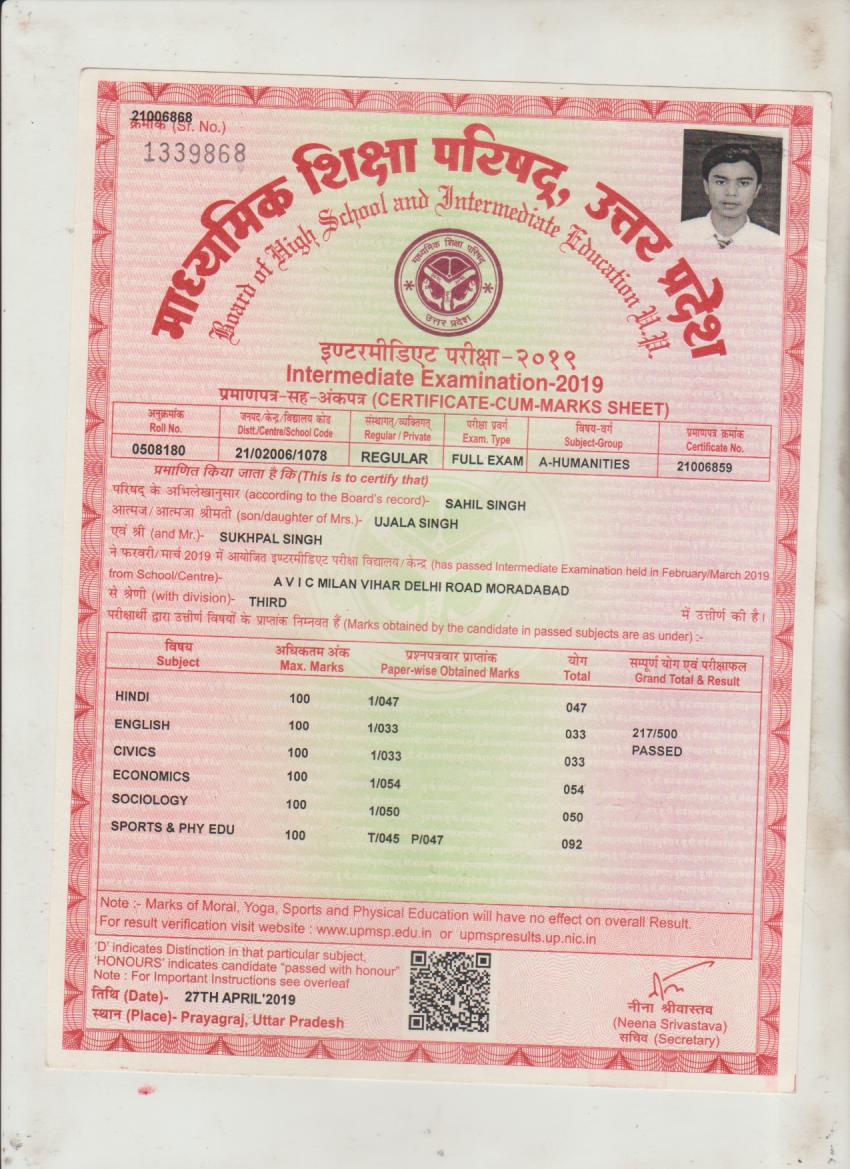 21006868
क्रमांक (Sr. No.)
1339868
माध्यमिक शिक्षा परिषद्, उत्तर प्रदेश
Board of High School and Intermediate Education U.P.
माध्यमिक शिक्षा परिषद्
उत्तर प्रदेश
इण्टरमीडिएट परीक्षा-२०१९
Intermediate Examination-2019
प्रमाणपत्र-सह-अंकपत्र (CERTIFICATE-CUM-MARKS SHEET)
अनुक्रमांक जनपद/केन्द्र/विद्यालय कोड संस्थागत्/व्यक्तिगत् परीक्षा प्रवर्ग विषय-वर्ग प्रमाणपत्र क्रमांक
Roll No. Distt./Centre/School Code Regular / Private Exam. Type Subject-Group Certificate No.
0508180 21/02006/1078 REGULAR FULL EXAM A-HUMANITIES 21006859
प्रमाणित किया जाता है कि (This is to certify that)
परिषद् के अभिलेखानुसार (according to the Board's record)- SAHIL SINGH
आत्मज/आत्मजा श्रीमती (son/daughter of Mrs.)- UJALA SINGH
एवं श्री (and Mr.)- SUKHPAL SINGH
ने फरवरी/मार्च 2019 में आयोजित इण्टरमीडिएट परीक्षा विद्यालय/केन्द्र (has passed Intermediate Examination held in February/March 2019
from School/Centre)- A V I C MILAN VIHAR DELHI ROAD MORADABAD
से श्रेणी (with division)- THIRD में उत्तीर्ण की है।
परीक्षार्थी द्वारा उत्तीर्ण विषयों के प्राप्तांक निम्नवत हैं (Marks obtained by the candidate in passed subjects are as under) :-
विषय अधिकतम अंक प्रश्नपत्रवार प्राप्तांक योग सम्पूर्ण योग एवं परीक्षाफल
Subject Max. Marks Paper-wise Obtained Marks Total Grand Total & Result
HINDI 100 1/047 047
ENGLISH 100 1/033 033 217/500
CIVICS 100 1/033 033 PASSED
ECONOMICS 100 1/054 054
SOCIOLOGY 100 1/050 050
SPORTS & PHY EDU 100 T/045 P/047 092
Note :- Marks of Moral, Yoga, Sports and Physical Education will have no effect on overall Result.
For result verification visit website : www.upmsp.edu.in or upmspresults.up.nic.in
'D' indicates Distinction in that particular subject,
'HONOURS' indicates candidate "passed with honour"
Note : For Important Instructions see overleaf
तिथि (Date)- 27TH APRIL'2019
स्थान (Place)- Prayagraj, Uttar Pradesh
नीना श्रीवास्तव
(Neena Srivastava)
सचिव (Secretary)